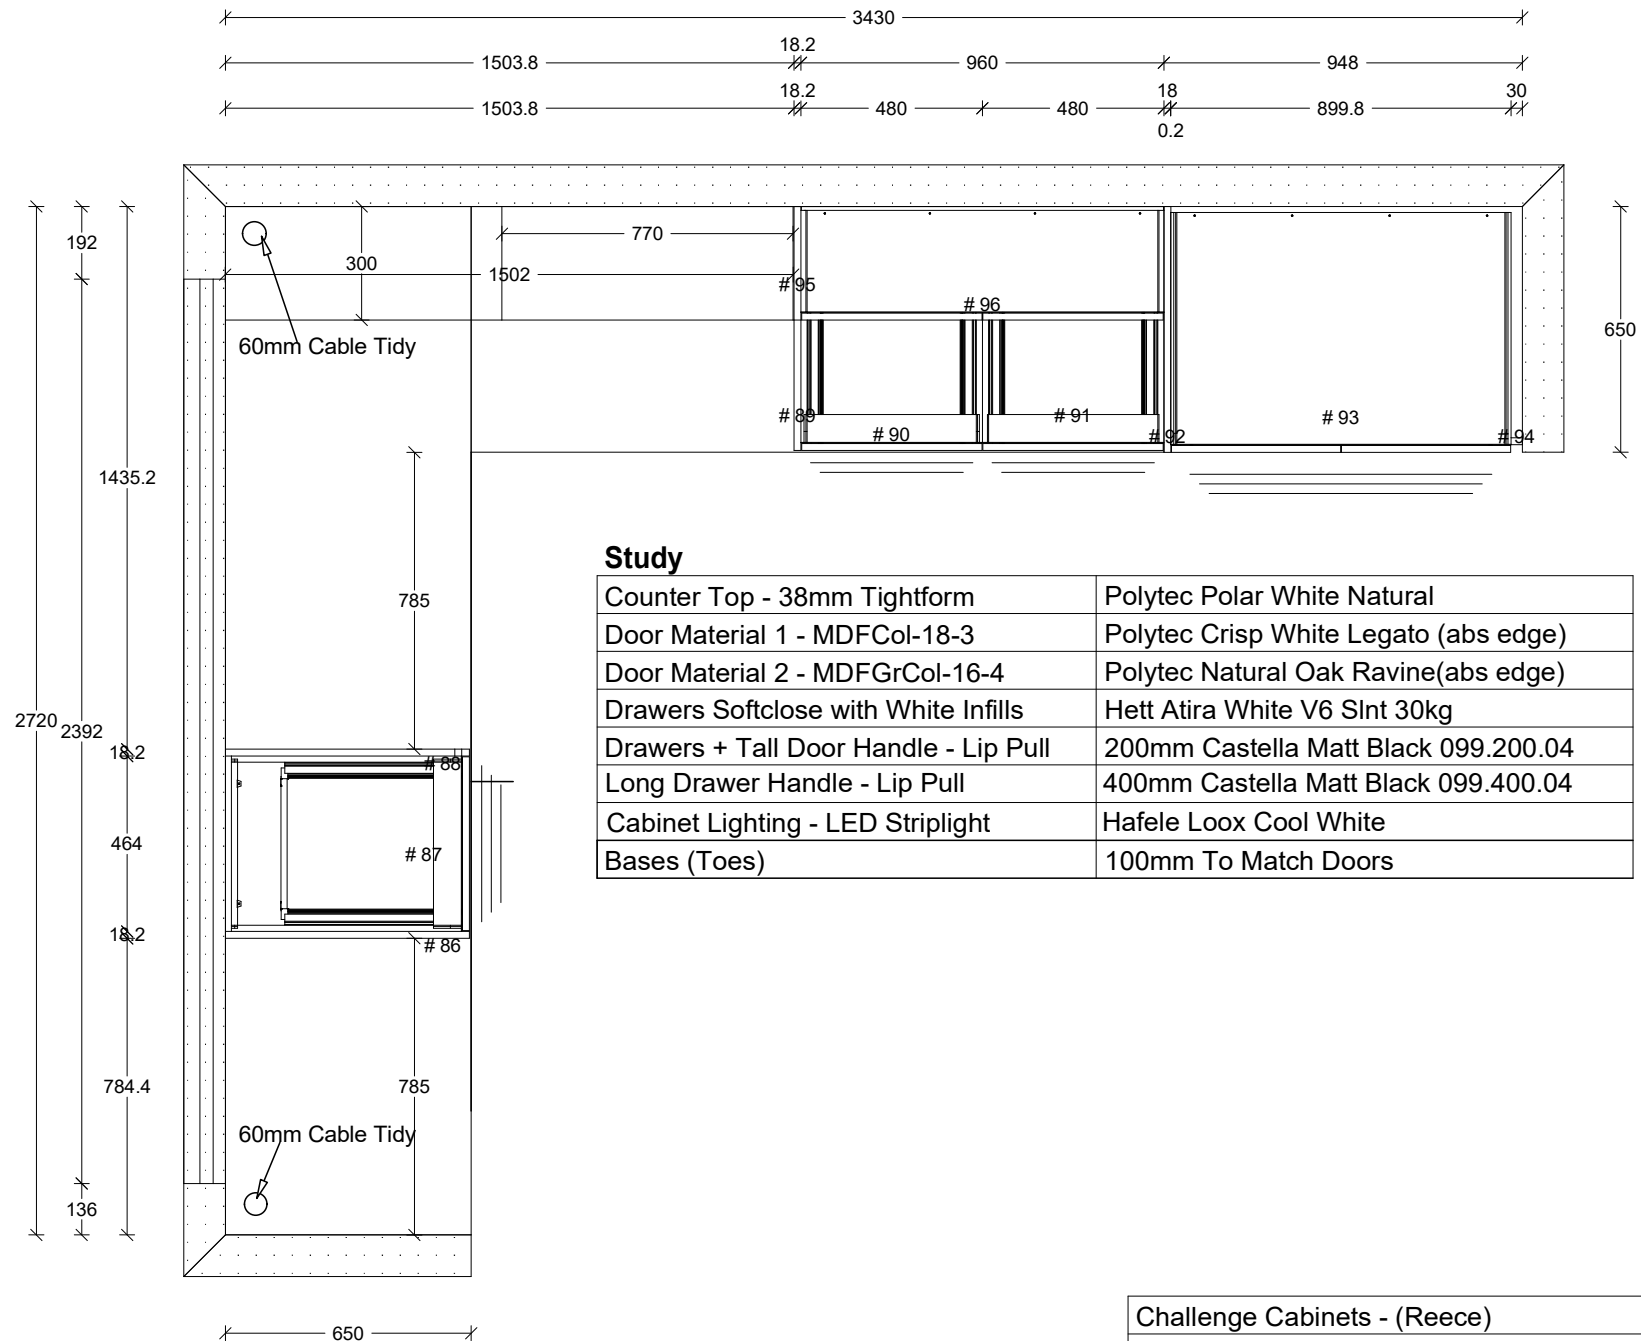 3430
18.2
1503.8 960 948
18.2 18 30
1503.8 480 480 899.8
0.2
192
770
300
1502
# 95
# 96
650
60mm Cable Tidy
# 89
# 90
# 91
# 92
# 93
# 94
1435.2
785
Study
Counter Top - 38mm Tightform Polytec Polar White Natural
Door Material 1 - MDFCol-18-3 Polytec Crisp White Legato (abs edge)
Door Material 2 - MDFGrCol-16-4 Polytec Natural Oak Ravine(abs edge)
Drawers Softclose with White Infills Hett Atira White V6 Slnt 30kg
Drawers + Tall Door Handle - Lip Pull 200mm Castella Matt Black 099.200.04
Long Drawer Handle - Lip Pull 400mm Castella Matt Black 099.400.04
Cabinet Lighting - LED Striplight Hafele Loox Cool White
Bases (Toes) 100mm To Match Doors
2720
2392
18.2
# 88
464
# 87
18.2
# 86
784.4
785
60mm Cable Tidy
136
650
Challenge Cabinets - (Reece)